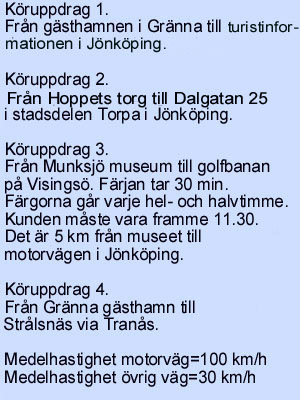 Köruppdrag 1.
Från gästhamnen i Gränna till turistinfor-
mationen i Jönköping.
Köruppdrag 2.
Från Hoppets torg till Dalgatan 25
i stadsdelen Torpa i Jönköping.
Köruppdrag 3.
Från Munksjö museum till golfbanan
på Visingsö. Färjan tar 30 min.
Färgorna går varje hel- och halvtimme.
Kunden måste vara framme 11.30.
Det är 5 km från museet till
motorvägen i Jönköping.
Köruppdrag 4.
Från Gränna gästhamn till
Strålsnäs via Tranås.
Medelhastighet motorväg=100 km/h
Medelhastighet övrig väg=30 km/h